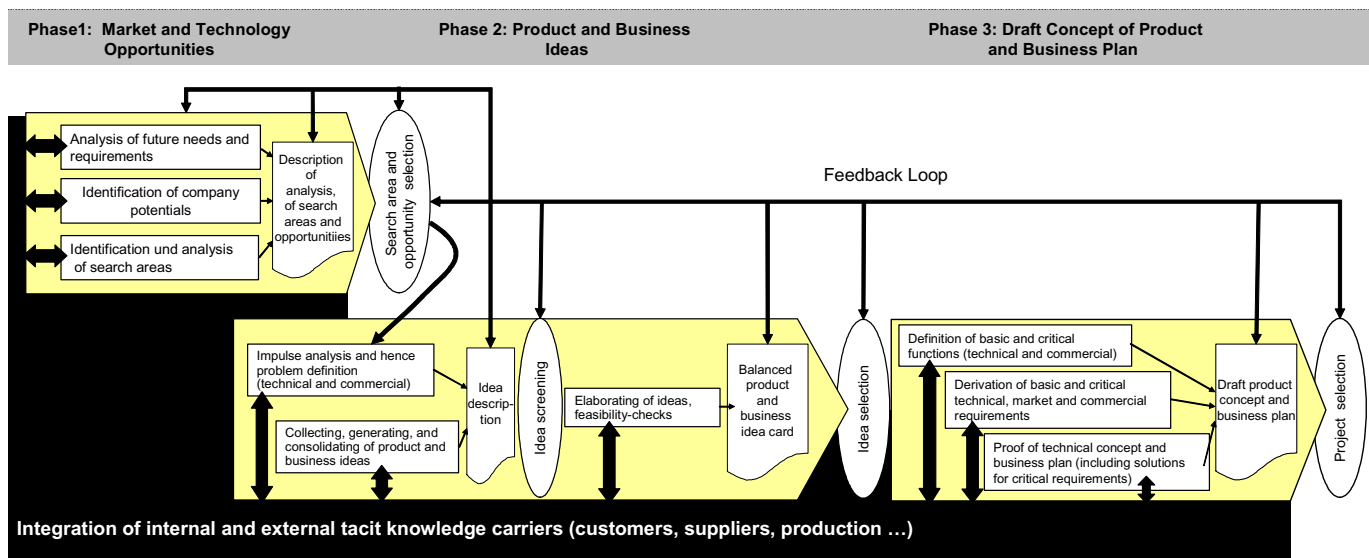 Phase1: Market and Technology
Opportunities
Phase 2: Product and Business
Ideas
Phase 3: Draft Concept of Product
and Business Plan
Analysis of future needs and
requirements
Identification of company
potentials
Identification und analysis
of search areas
Description
of
analysis,
of search
areas and
opportunitiies
Search area and
opportunity selection
Feedback Loop
Impulse analysis and hence
problem definition
(technical and commercial)
Collecting, generating, and
consolidating of product and
business ideas
Idea
descrip-
tion
Idea screening
Elaborating of ideas,
feasibility-checks
Balanced
product
and
business
idea card
Idea selection
Definition of basic and critical
functions (technical and commercial)
Derivation of basic and critical
technical, market and commercial
requirements
Proof of technical concept and
business plan (including solutions
for critical requirements)
Draft product
concept and
business plan
Project selection
Integration of internal and external tacit knowledge carriers (customers, suppliers, production …)